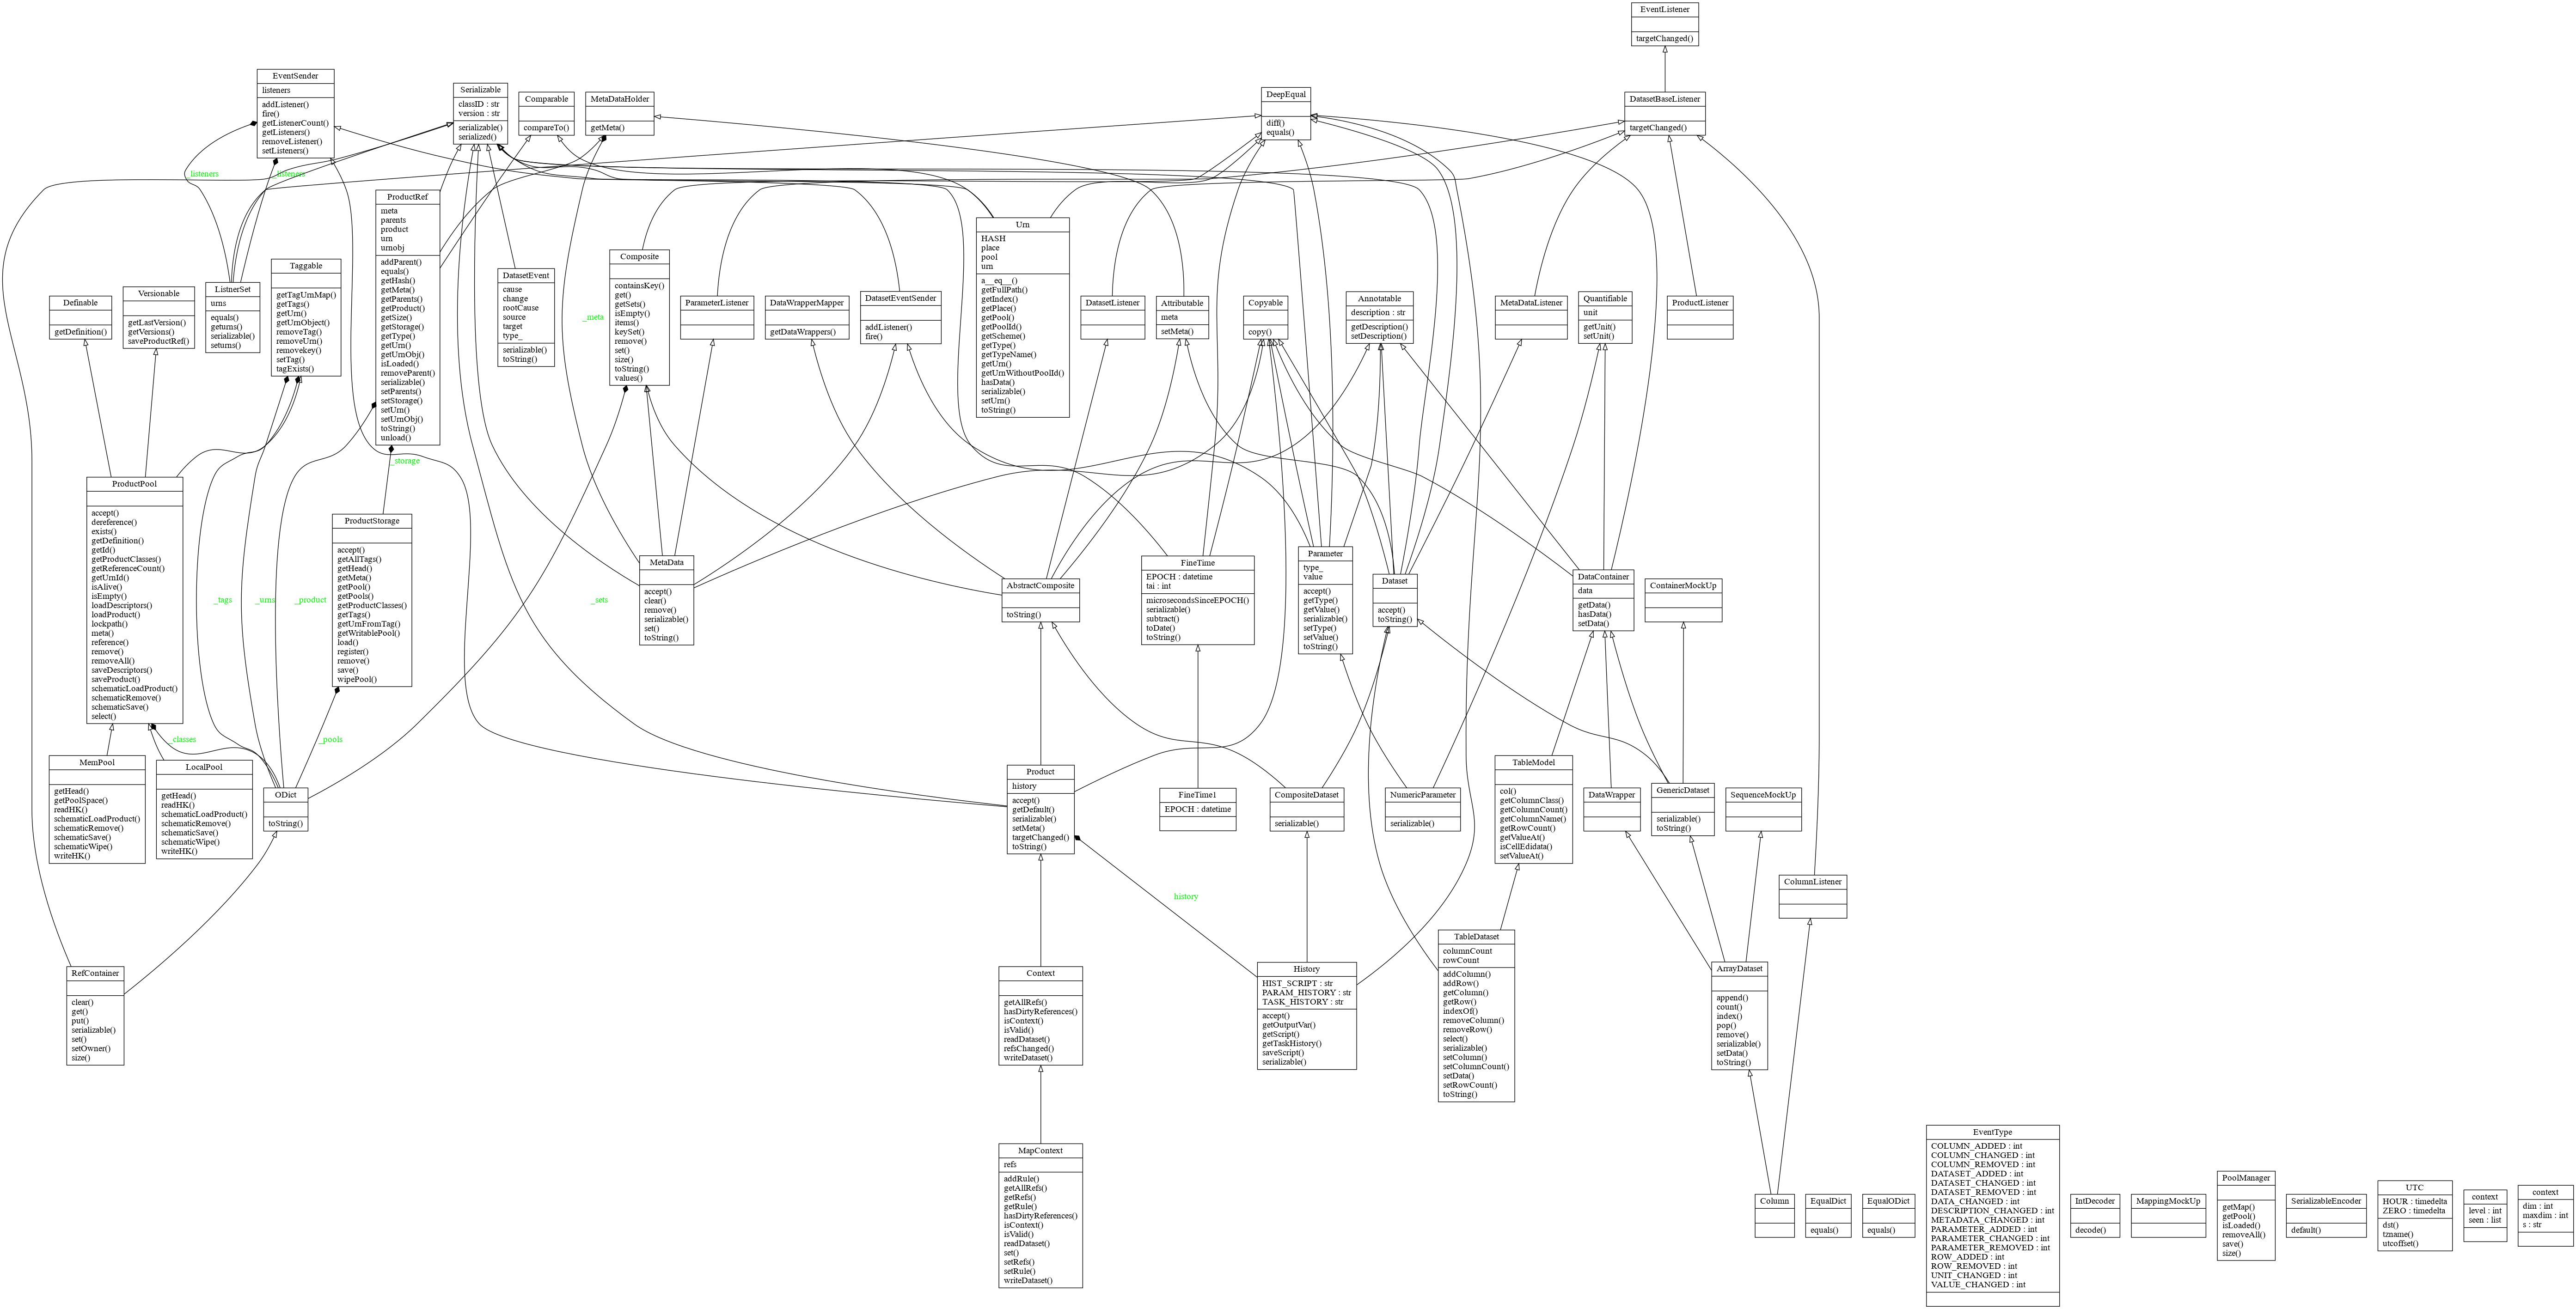 EventListener
targetChanged()
EventSender
listeners
addListener()
fire()
getListenerCount()
getListeners()
removeListener()
setListeners()
Serializable
classID : str
version : str
serializable()
serialized()
Comparable
compareTo()
MetaDataHolder
getMeta()
DeepEqual
diff()
equals()
DatasetBaseListener
targetChanged()
_listeners
_listeners
ProductRef
meta
parents
product
urn
urnobj
addParent()
equals()
getHash()
getMeta()
getParents()
getProduct()
getSize()
getStorage()
getType()
getUrn()
getUrnObj()
isLoaded()
removeParent()
serializable()
setParents()
setStorage()
setUrn()
setUrnObj()
toString()
unload()
Urn
HASH
place
pool
urn
a__eq__()
getFullPath()
getIndex()
getPlace()
getPool()
getPoolId()
getScheme()
getType()
getTypeName()
getUrn()
getUrnWithoutPoolId()
hasData()
serializable()
setUrn()
toString()
Definable
getDefinition()
Versionable
getLastVersion()
getVersions()
saveProductRef()
ListnerSet
urns
equals()
geturns()
serializable()
seturns()
Taggable
getTagUrnMap()
getTags()
getUrn()
getUrnObject()
removeTag()
removeUrn()
removekey()
setTag()
tagExists()
DatasetEvent
cause
change
rootCause
source
target
type_
serializable()
toString()
_meta
Composite
containsKey()
get()
getSets()
isEmpty()
items()
keySet()
remove()
set()
size()
toString()
values()
ParameterListener
DataWrapperMapper
getDataWrappers()
DatasetEventSender
addListener()
fire()
DatasetListener
Attributable
meta
setMeta()
Copyable
copy()
Annotatable
description : str
getDescription()
setDescription()
MetaDataListener
Quantifiable
unit
getUnit()
setUnit()
ProductListener
_storage
ProductPool
accept()
dereference()
exists()
getDefinition()
getId()
getProductClasses()
getReferenceCount()
getUrnId()
isAlive()
isEmpty()
loadDescriptors()
loadProduct()
lockpath()
meta()
reference()
remove()
removeAll()
saveDescriptors()
saveProduct()
schematicLoadProduct()
schematicRemove()
schematicSave()
select()
_tags
_urns
_product
ProductStorage
accept()
getAllTags()
getHead()
getMeta()
getPool()
getPools()
getProductClasses()
getTags()
getUrnFromTag()
getWritablePool()
load()
register()
remove()
save()
wipePool()
_sets
MetaData
accept()
clear()
remove()
serializable()
set()
toString()
AbstractComposite
toString()
FineTime
EPOCH : datetime
tai : int
microsecondsSinceEPOCH()
serializable()
subtract()
toDate()
toString()
Parameter
type_
value
accept()
getType()
getValue()
serializable()
setType()
setValue()
toString()
Dataset
accept()
toString()
DataContainer
data
getData()
hasData()
setData()
ContainerMockUp
_classes
_pools
MemPool
getHead()
getPoolSpace()
readHK()
schematicLoadProduct()
schematicRemove()
schematicSave()
schematicWipe()
writeHK()
LocalPool
getHead()
readHK()
schematicLoadProduct()
schematicRemove()
schematicSave()
schematicWipe()
writeHK()
ODict
toString()
Product
history
accept()
getDefault()
serializable()
setMeta()
targetChanged()
toString()
FineTime1
EPOCH : datetime
CompositeDataset
serializable()
NumericParameter
serializable()
TableModel
col()
getColumnClass()
getColumnCount()
getColumnName()
getRowCount()
getValueAt()
isCellEdidata()
setValueAt()
DataWrapper
GenericDataset
serializable()
toString()
SequenceMockUp
ColumnListener
history
RefContainer
clear()
get()
put()
serializable()
set()
setOwner()
size()
Context
getAllRefs()
hasDirtyReferences()
isContext()
isValid()
readDataset()
refsChanged()
writeDataset()
History
HIST_SCRIPT : str
PARAM_HISTORY : str
TASK_HISTORY : str
accept()
getOutputVar()
getScript()
getTaskHistory()
saveScript()
serializable()
TableDataset
columnCount
rowCount
addColumn()
addRow()
getColumn()
getRow()
indexOf()
removeColumn()
removeRow()
select()
serializable()
setColumn()
setColumnCount()
setData()
setRowCount()
toString()
ArrayDataset
append()
count()
index()
pop()
remove()
serializable()
setData()
toString()
MapContext
refs
addRule()
getAllRefs()
getRefs()
getRule()
hasDirtyReferences()
isContext()
isValid()
readDataset()
set()
setRefs()
setRule()
writeDataset()
Column
EqualDict
equals()
EqualODict
equals()
EventType
COLUMN_ADDED : int
COLUMN_CHANGED : int
COLUMN_REMOVED : int
DATASET_ADDED : int
DATASET_CHANGED : int
DATASET_REMOVED : int
DATA_CHANGED : int
DESCRIPTION_CHANGED : int
METADATA_CHANGED : int
PARAMETER_ADDED : int
PARAMETER_CHANGED : int
PARAMETER_REMOVED : int
ROW_ADDED : int
ROW_REMOVED : int
UNIT_CHANGED : int
VALUE_CHANGED : int
IntDecoder
decode()
MappingMockUp
PoolManager
getMap()
getPool()
isLoaded()
removeAll()
save()
size()
SerializableEncoder
default()
UTC
HOUR : timedelta
ZERO : timedelta
dst()
tzname()
utcoffset()
context
level : int
seen : list
context
dim : int
maxdim : int
s : str